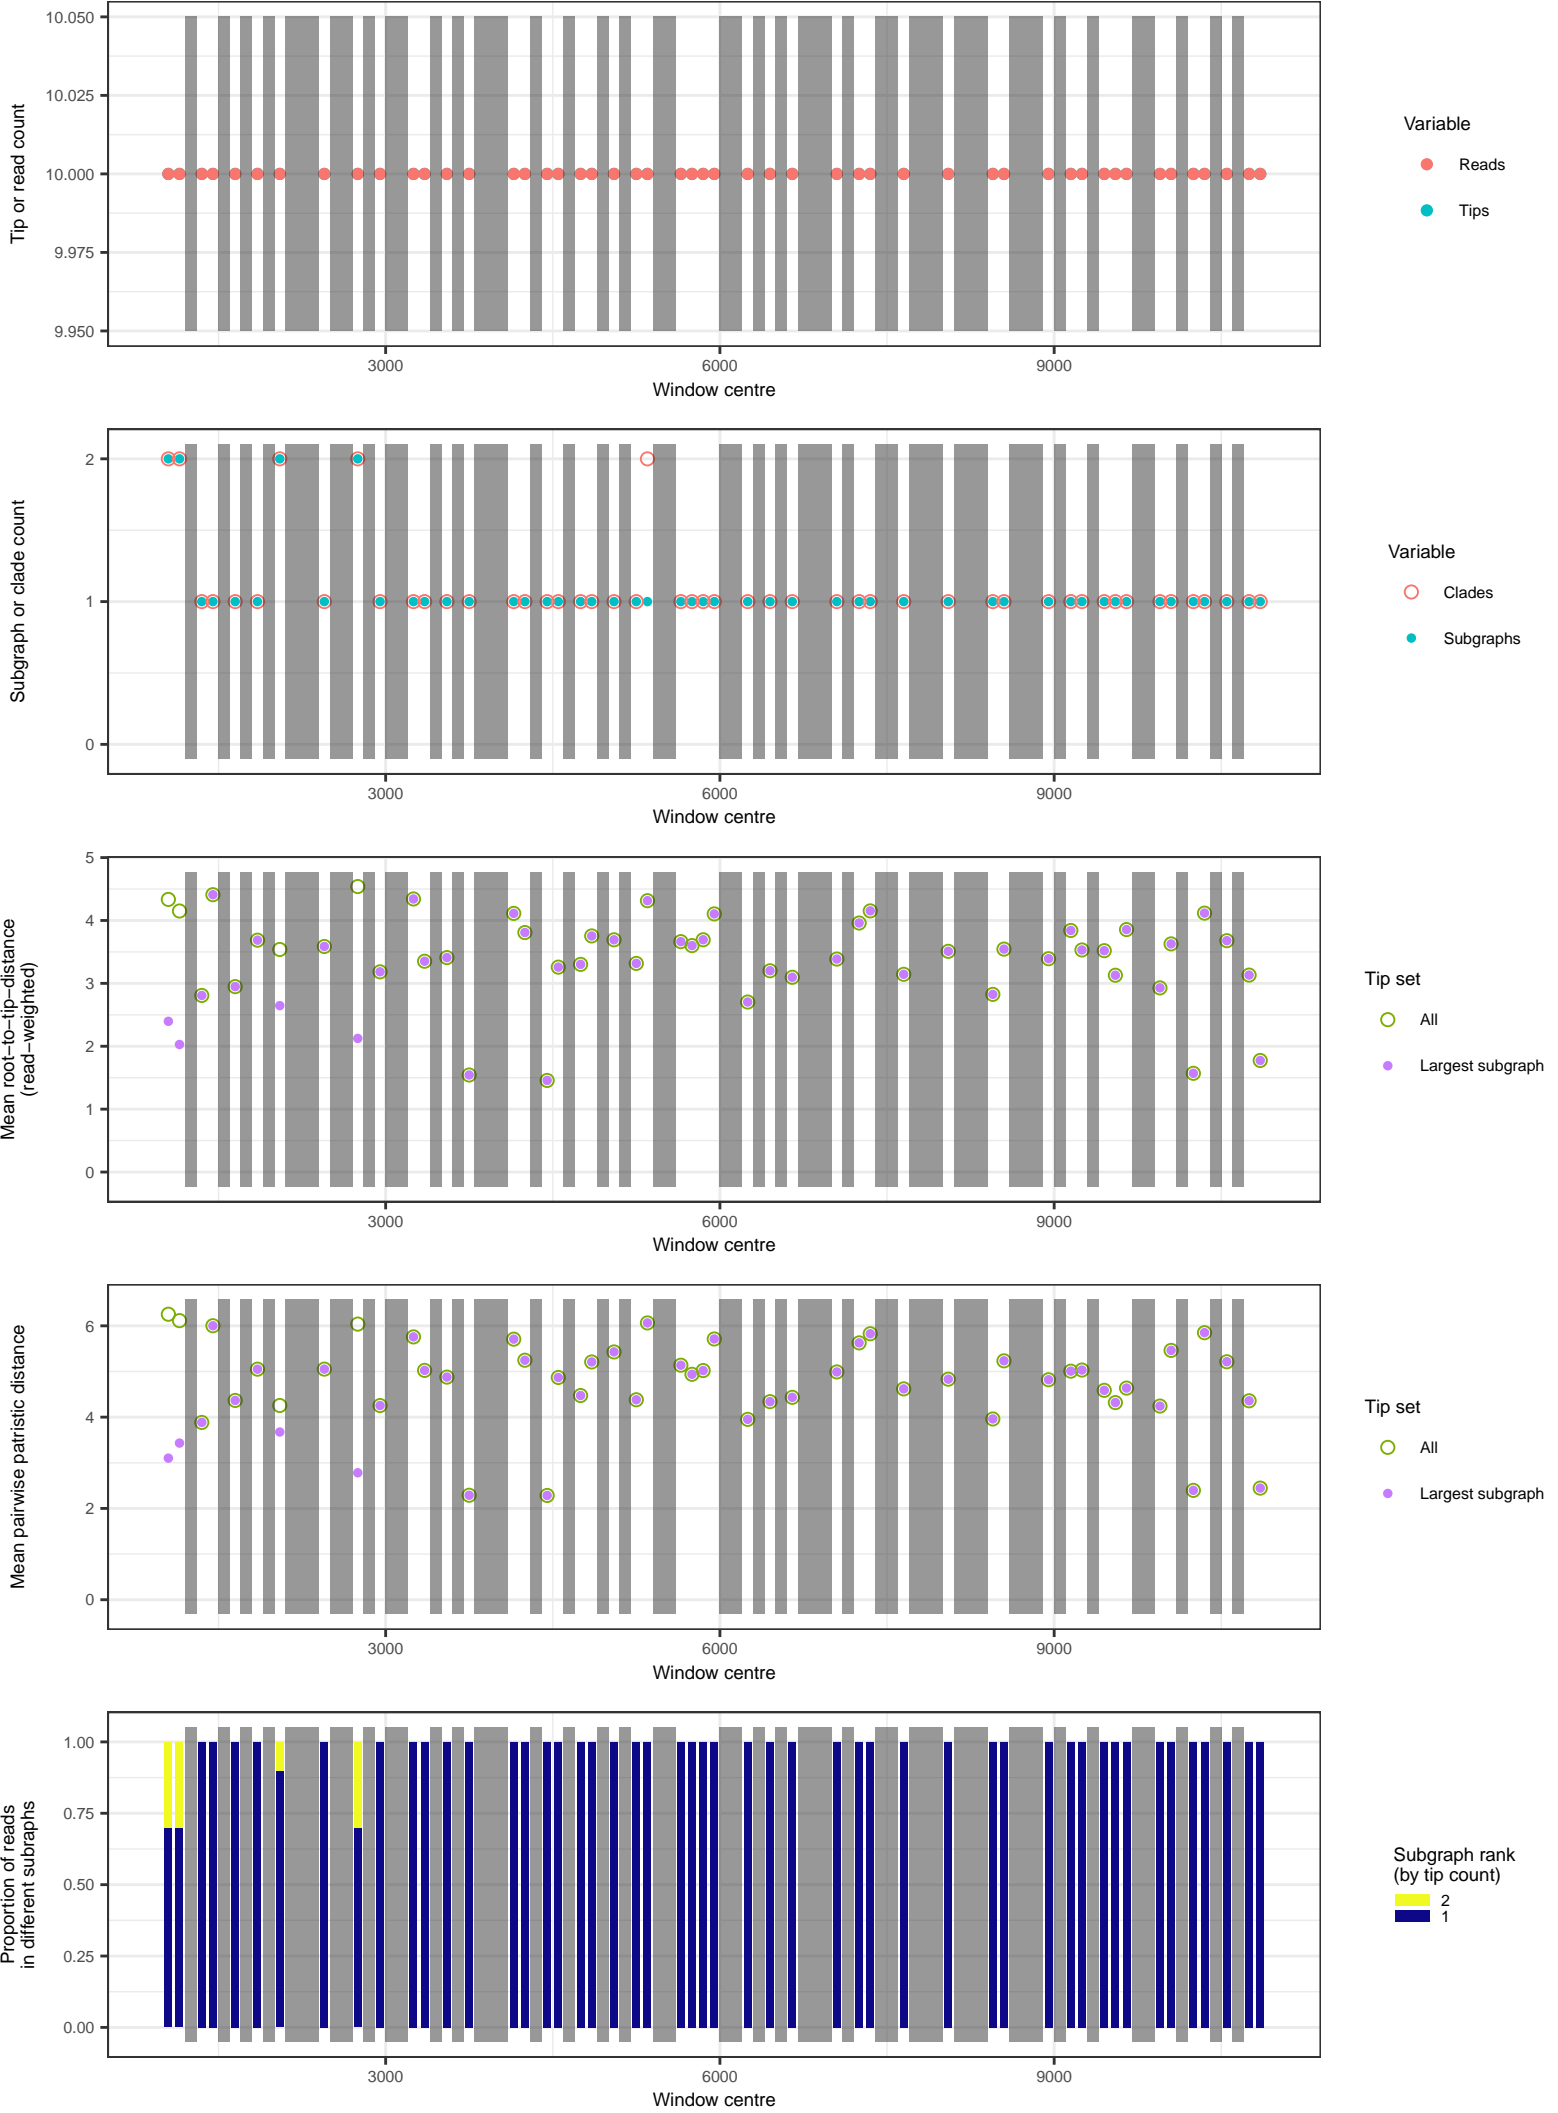 10.050
10.025
10.000
9.975
9.950
Tip or read count
3000
6000
9000
Window centre
Variable
Reads
Tips
2
1
0
Subgraph or clade count
3000
6000
9000
Window centre
Variable
Clades
Subgraphs
5
4
3
2
1
0
Mean root−to−tip−distance
(read−weighted)
3000
6000
9000
Window centre
Tip set
All
Largest subgraph
6
4
2
0
Mean pairwise patristic distance
3000
6000
9000
Window centre
Tip set
All
Largest subgraph
1.00
0.75
0.50
0.25
0.00
Proportion of reads
in different subraphs
3000
6000
9000
Window centre
Subgraph rank
(by tip count)
2
1